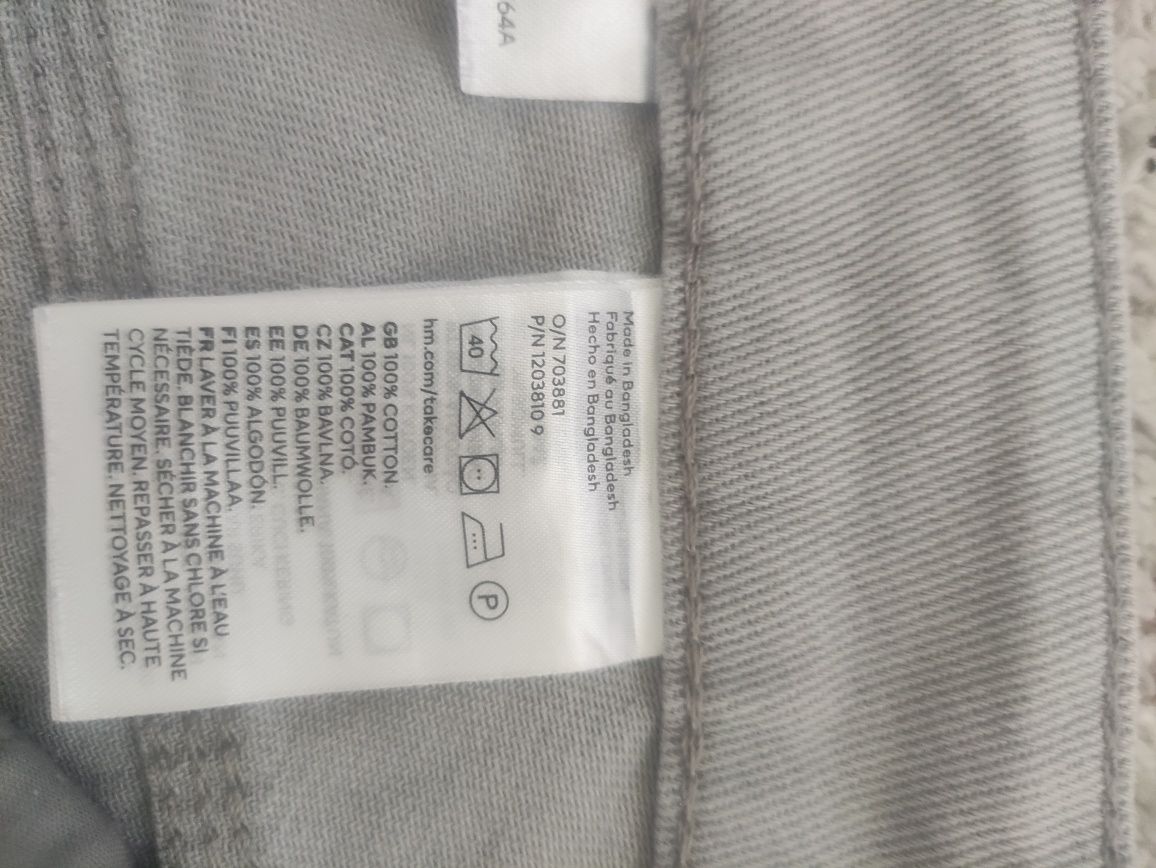 64A
Made in Bangladesh
Fabriqué au Bangladesh
Hecho en Bangladesh
O/N 703881
P/N 1203810 9
40
P
hm.com/takecare
GB 100% COTTON.
AL 100% PAMBUK.
CAT 100% COTÓ.
CZ 100% BAVLNA.
DE 100% BAUMWOLLE.
EE 100% PUUVILL.
ES 100% ALGODÓN.
FI 100% PUUVILLAA.
FR LAVER À LA MACHINE À L'EAU
TIÈDE. BLANCHIR SANS CHLORE SI
NÉCESSAIRE. SÉCHER À LA MACHINE
CYCLE MOYEN. REPASSER À HAUTE
TEMPÉRATURE. NETTOYAGE À SEC.